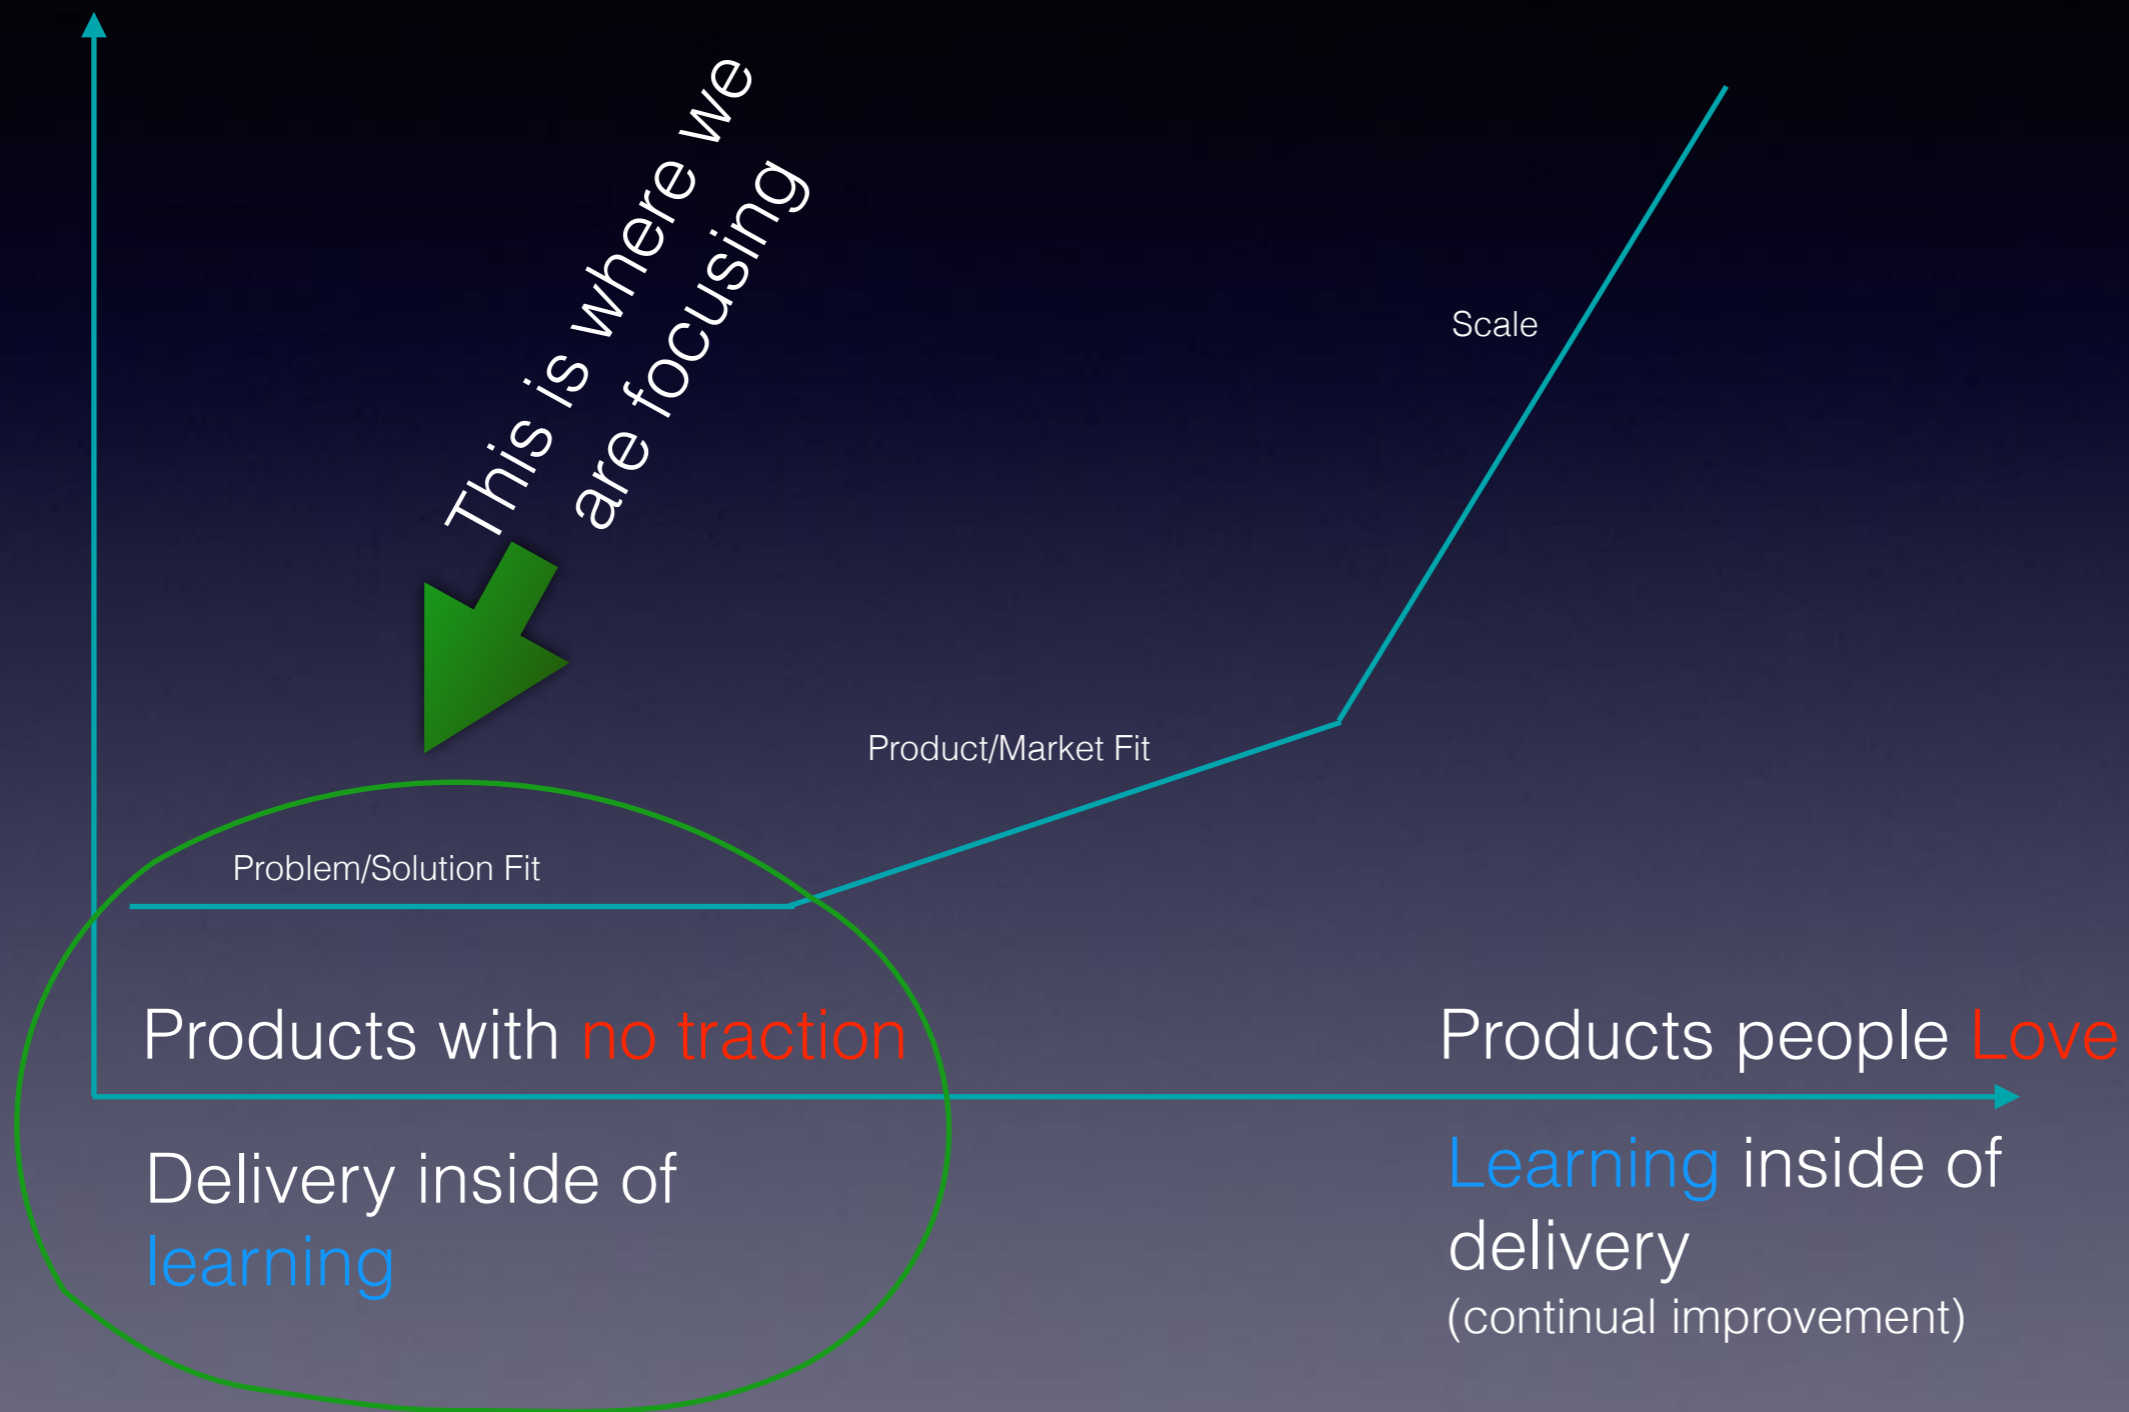 This is where we
are focusing
Scale
Product/Market Fit
Problem/Solution Fit
Products with no traction
Products people Love
Delivery inside of
learning
Learning inside of
delivery
(continual improvement)